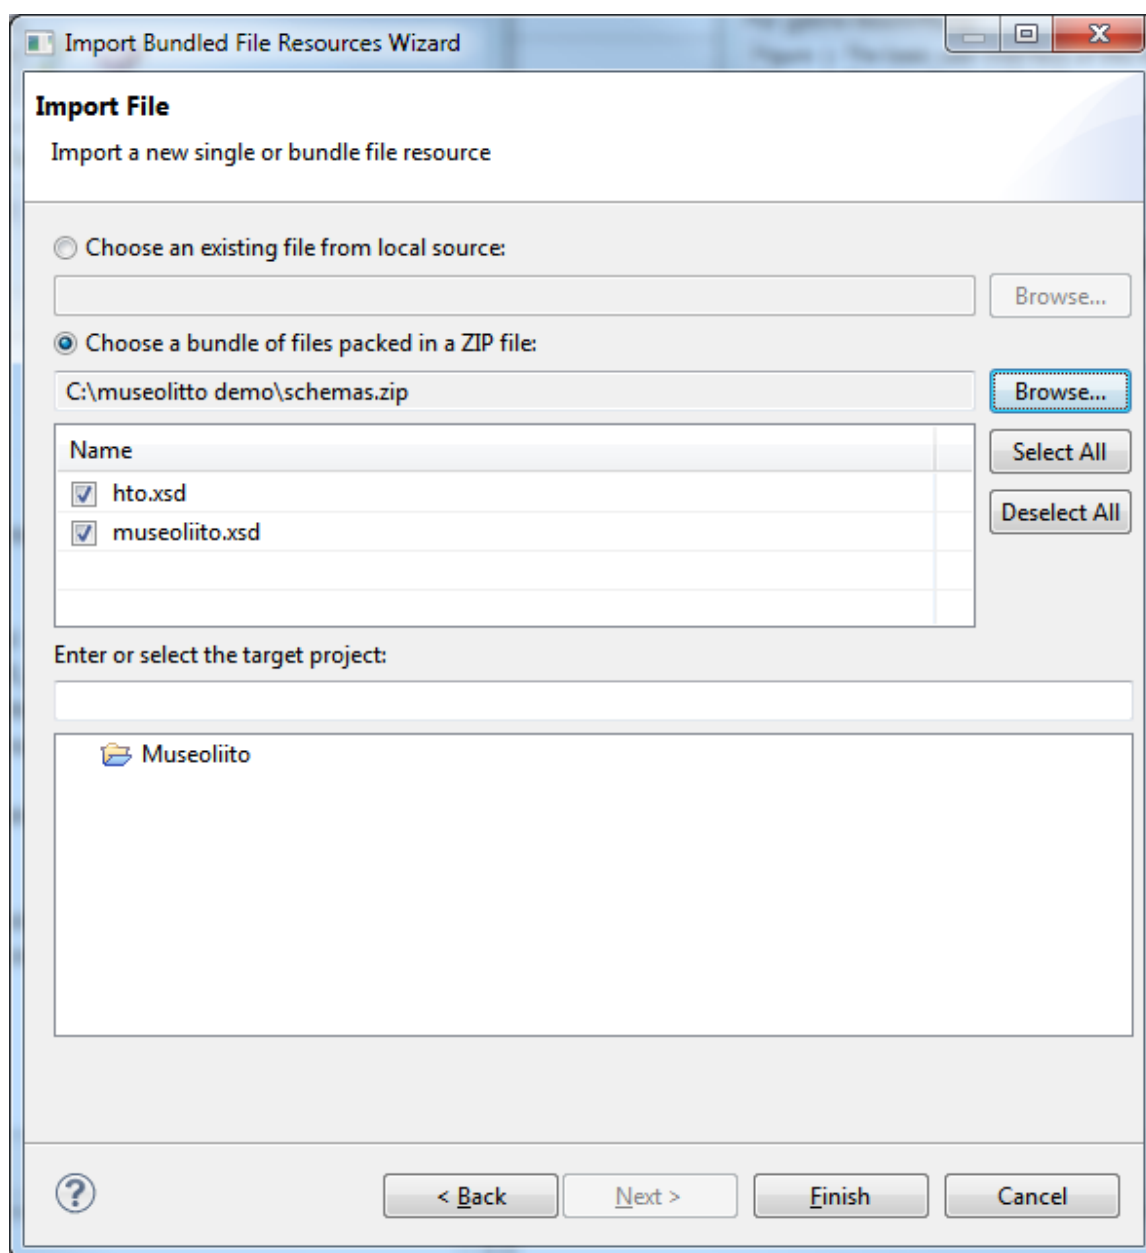 Import Bundled File Resources Wizard
Import File
Import a new single or bundle file resource
Choose an existing file from local source:
Browse...
Choose a bundle of files packed in a ZIP file:
C:\museolitto demo\schemas.zip
Browse...
Name
Select All
hto.xsd
Deselect All
museoliito.xsd
Enter or select the target project:
Museoliito
< Back
Next >
Finish
Cancel